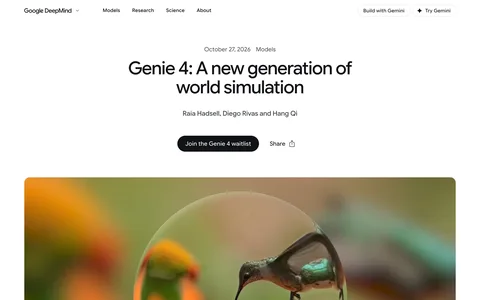 Google DeepMind
Models Research Science About
Build with Gemini
Try Gemini
October 27, 2026 Models
Genie 4: A new generation of
world simulation
Raia Hadsell, Diego Rivas and Hang Qi
Join the Genie 4 waitlist
Share